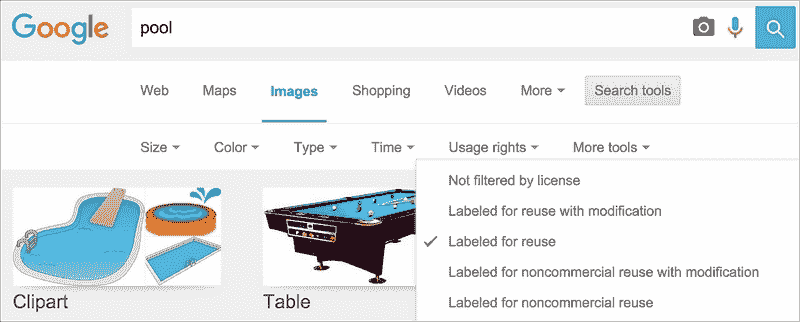 Google
pool
Web Maps Images Shopping Videos More Search tools
Size Color Type Time Usage rights More tools
Not filtered by license
Labeled for reuse with modification
Labeled for reuse
Labeled for noncommercial reuse with modification
Labeled for noncommercial reuse
Clipart
Table